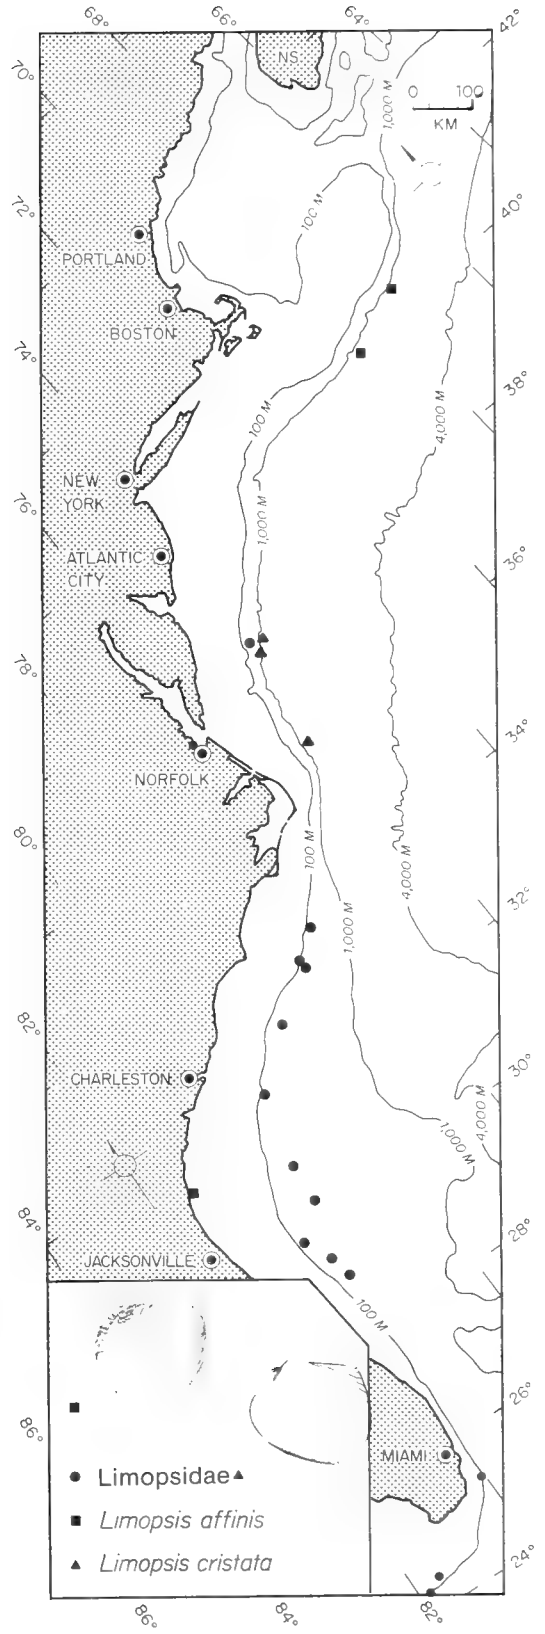 68°
66°
64°
42°
70°
NS
0 100
KM
1,000 M
100 M
40°
72°
PORTLAND
BOSTON
74°
38°
4,000 M
100 M
NEW
YORK
1,000 M
76°
ATLANTIC
CITY
36°
78°
34°
NORFOLK
80°
100 M
4,000 M
1,000 M
32°
82°
CHARLESTON
30°
4,000 M
1,000 M
84°
28°
JACKSONVILLE
100 M
26°
86°
MIAMI
Limopsidae
Limopsis affinis
Limopsis cristata
24°
86°
84°
82°